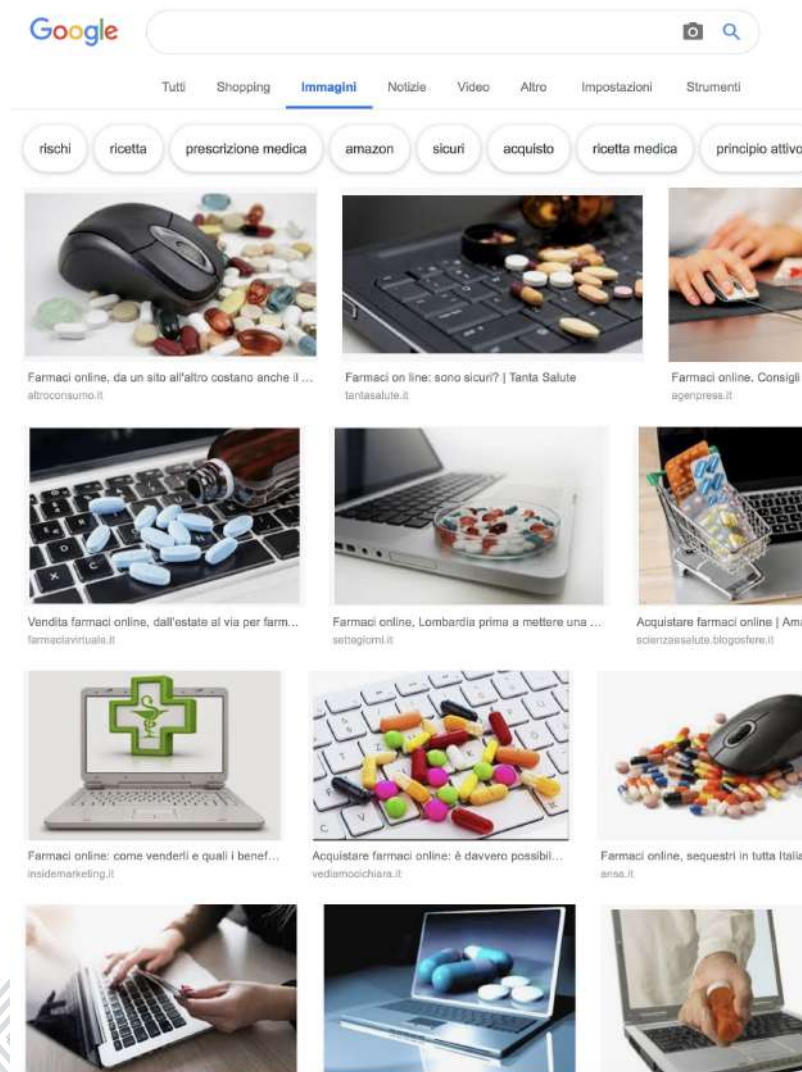 Google
Tutti Shopping Immagini Notizie Video Altro Impostazioni Strumenti
rischi ricetta prescrizione medica amazon sicuri acquisto ricetta medica principio attivo
Farmaci online, da un sito all'altro costano anche il ... Farmaci on line: sono sicuri? | Tanta Salute Farmaci online. Consigli
altroconsumo.it tantasalute.it agenpress.it
Vendita farmaci online, dall'estate al via per farm... Farmaci online, Lombardia prima a mettere una ... Acquistare farmaci online | Ama
farmaciavirtuale.it settegiorni.it scienzaesalute.blogosfere.it
Farmaci online: come venderli e quali i benef... Acquistare farmaci online: è davvero possibil... Farmaci online, sequestri in tutta Italia
insidemarketing.it vediamocichiara.it ansa.it